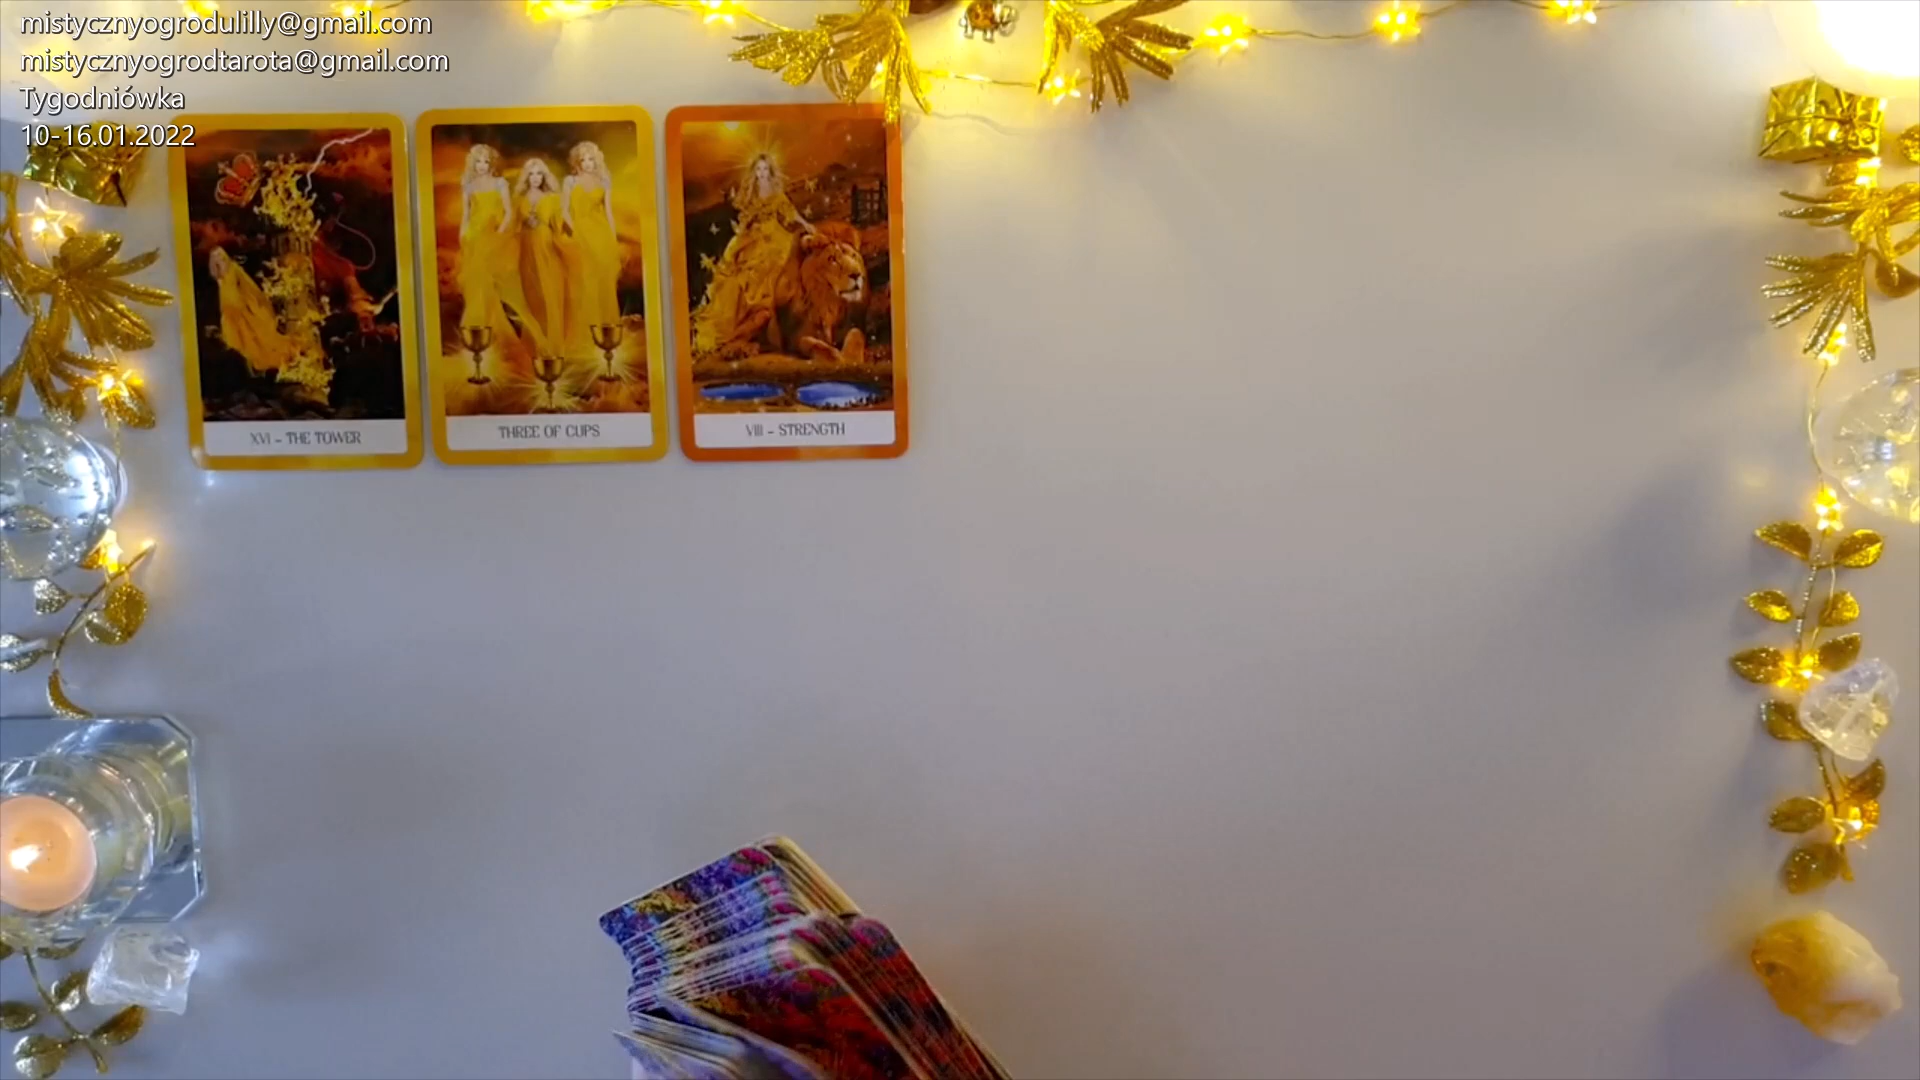 mistycznyogrodulilly@gmail.com
mistycznyogrodtarota@gmail.com
Tygodniówka
10-16.01.2022
XVI – THE TOWER
THREE OF CUPS
VIII – STRENGTH